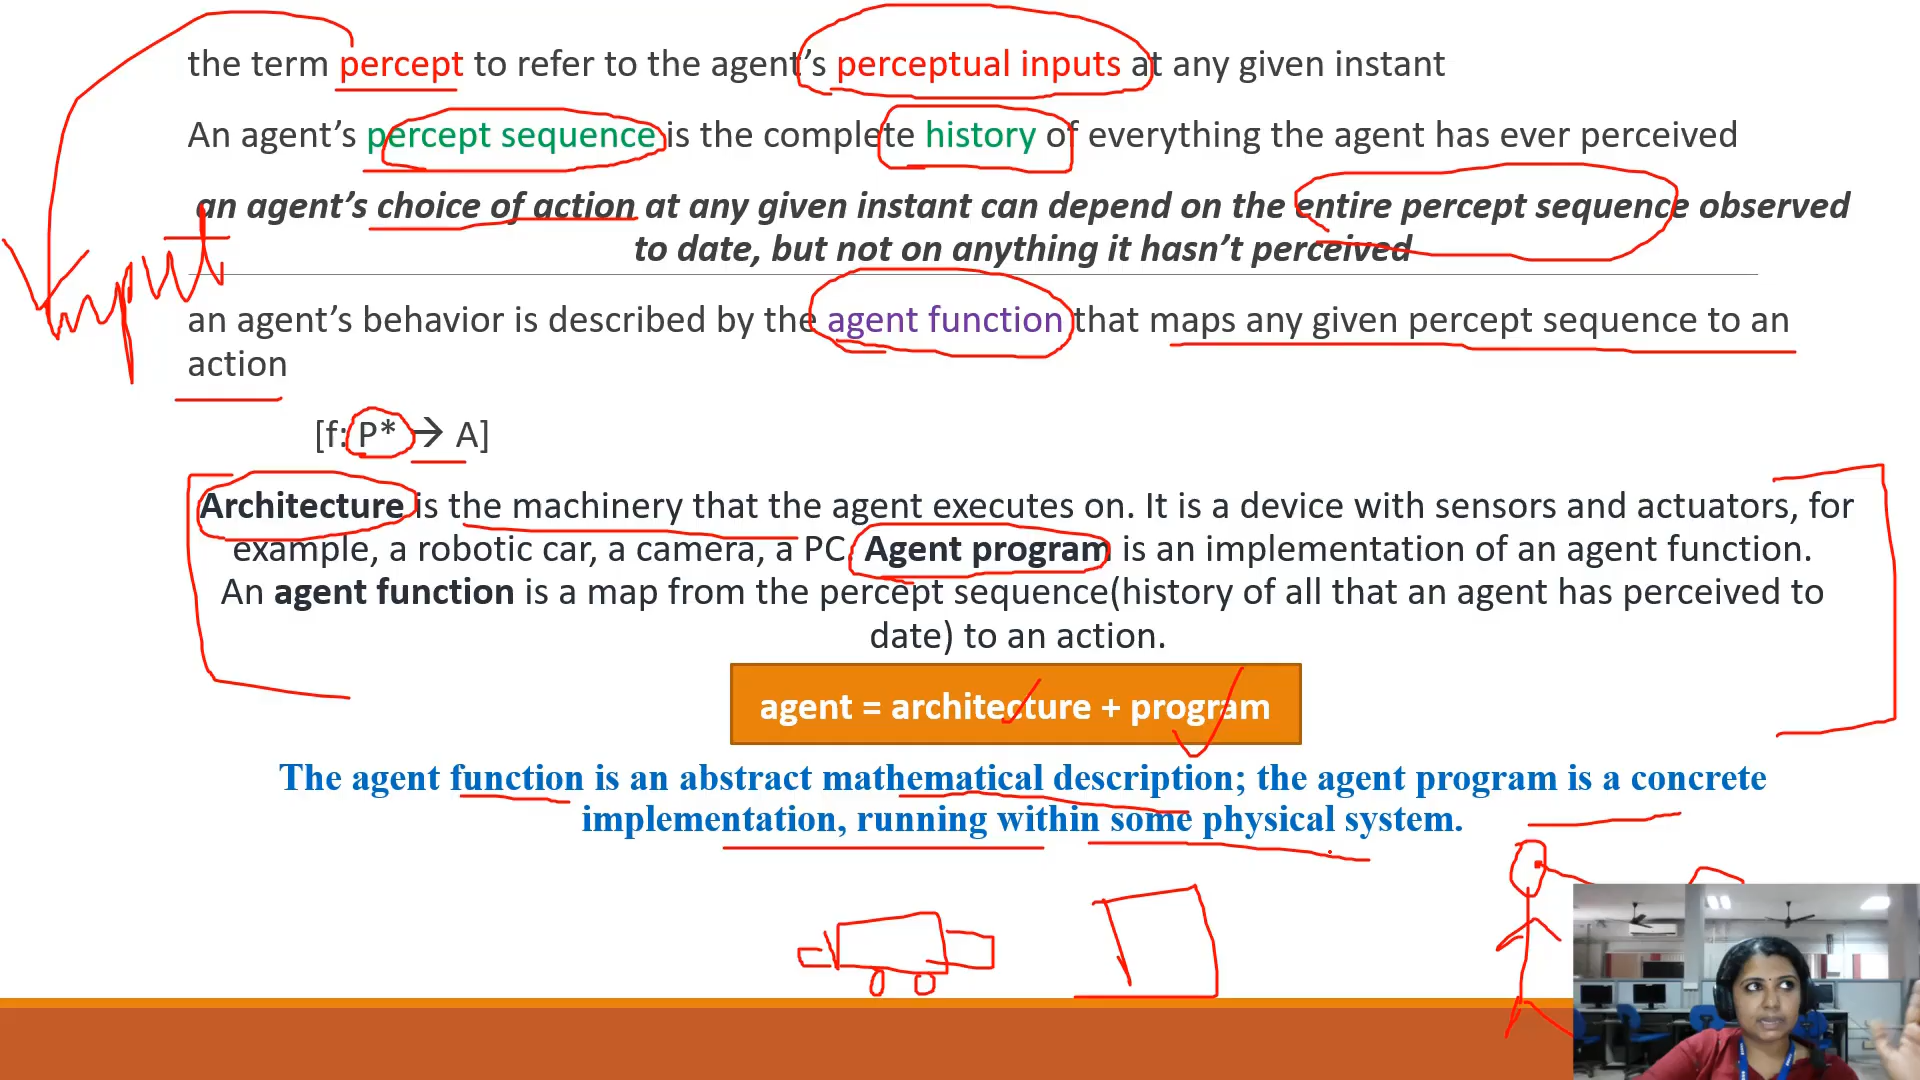 the term percept to refer to the agent’s perceptual inputs at any given instant
An agent’s percept sequence is the complete history of everything the agent has ever perceived
an agent’s choice of action at any given instant can depend on the entire percept sequence observed
to date, but not on anything it hasn’t perceived
Input
an agent’s behavior is described by the agent function that maps any given percept sequence to an
action
[f: P* → A]
Architecture is the machinery that the agent executes on. It is a device with sensors and actuators, for
example, a robotic car, a camera, a PC. Agent program is an implementation of an agent function.
An agent function is a map from the percept sequence(history of all that an agent has perceived to
date) to an action.
agent = architecture + program
The agent function is an abstract mathematical description; the agent program is a concrete
implementation, running within some physical system.